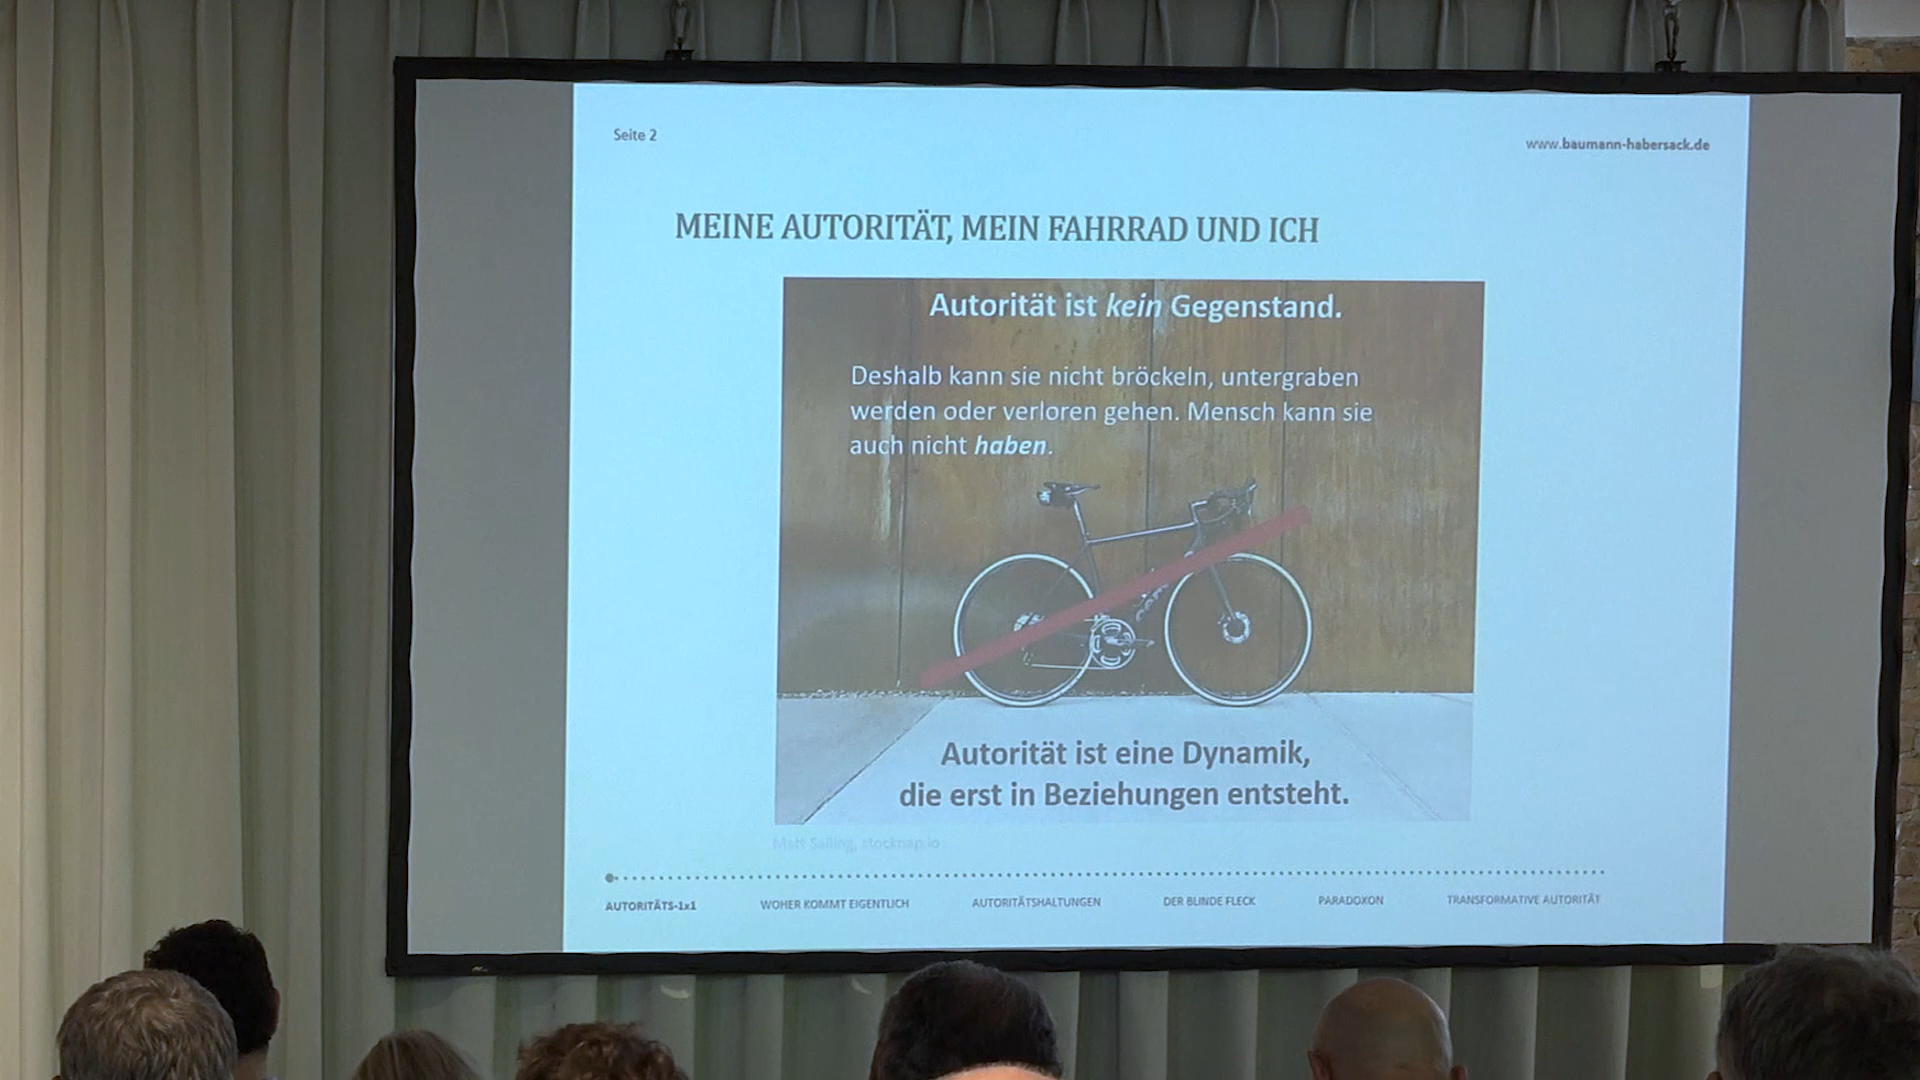 Seite 2
www.baumann-habersack.de
MEINE AUTORITÄT, MEIN FAHRRAD UND ICH
Autorität ist kein Gegenstand.
Deshalb kann sie nicht bröckeln, untergraben
werden oder verloren gehen. Mensch kann sie
auch nicht haben.
Autorität ist eine Dynamik,
die erst in Beziehungen entsteht.
Matt Sailing, stocknap.io
AUTORITÄTS-1x1
WOHER KOMMT EIGENTLICH
AUTORITÄTSHALTUNGEN
DER BLINDE FLECK
PARADOXON
TRANSFORMATIVE AUTORITÄT